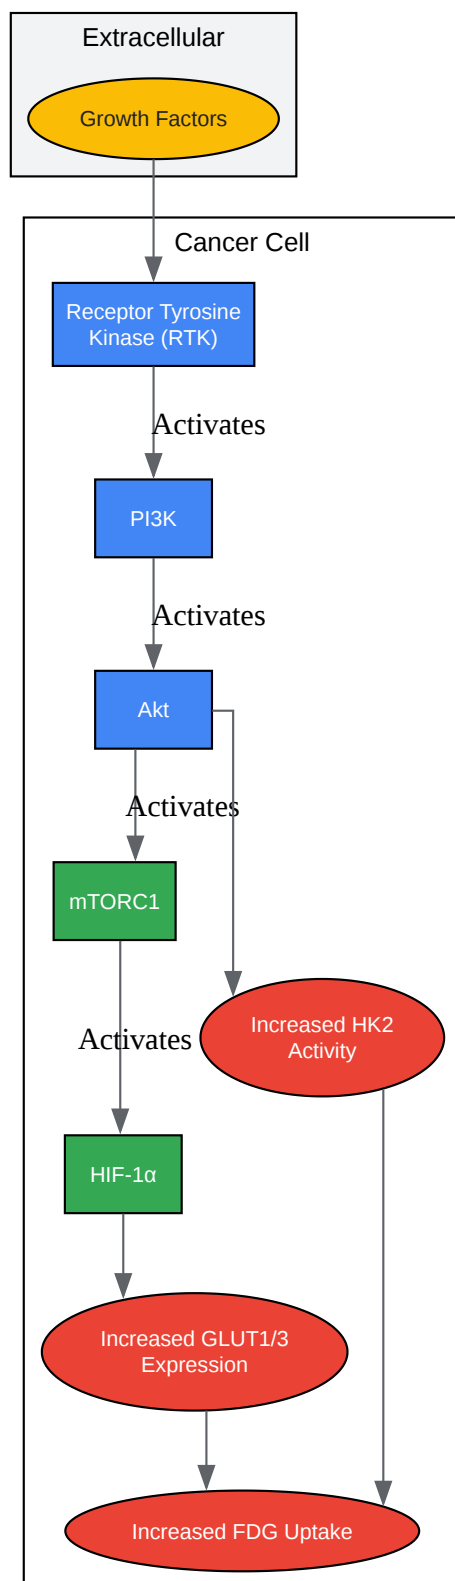 Extracellular
Growth Factors
Cancer Cell
Receptor Tyrosine
Kinase (RTK)
Activates
PI3K
Activates
Akt
Activates
mTORC1
Increased HK2
Activity
Activates
HIF-1α
Increased GLUT1/3
Expression
Increased FDG Uptake